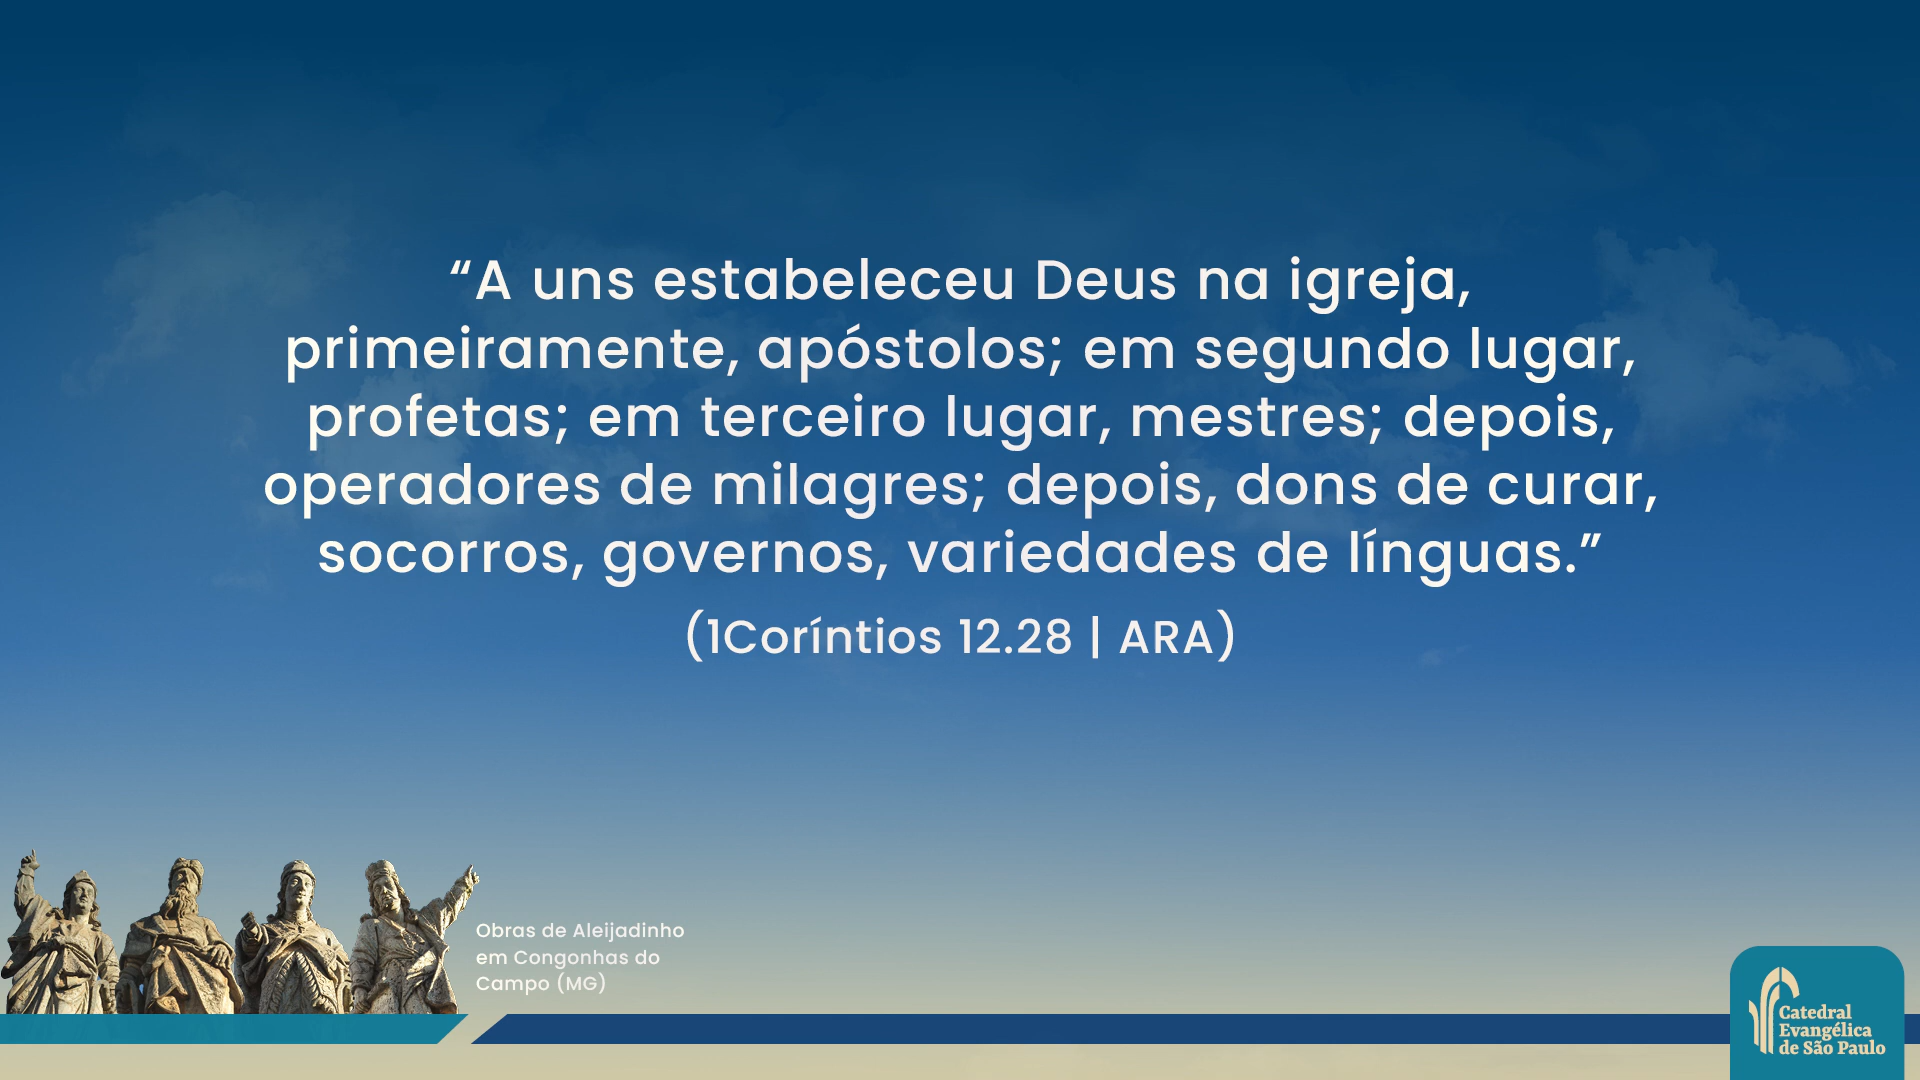 “A uns estabeleceu Deus na igreja,
primeiramente, apóstolos; em segundo lugar,
profetas; em terceiro lugar, mestres; depois,
operadores de milagres; depois, dons de curar,
socorros, governos, variedades de línguas.”
(1Coríntios 12.28 | ARA)
Obras de Aleijadinho
em Congonhas do
Campo (MG)
Catedral
Evangélica
de São Paulo